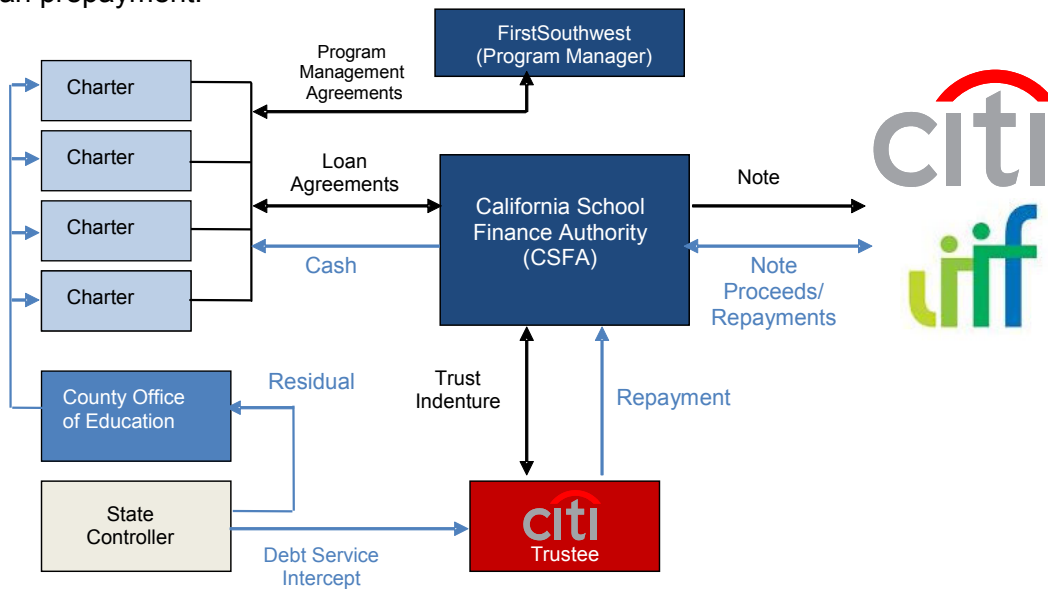 an prepayment.
FirstSouthwest
(Program Manager)
Program
Management
Agreements
Charter
Charter
Charter
Charter
Loan
Agreements
Cash
California School
Finance Authority
(CSFA)
Note
Note
Proceeds/
Repayments
citi
iiff
County Office
of Education
Residual
Trust
Indenture
Repayment
State
Controller
Debt Service
Intercept
citi
Trustee